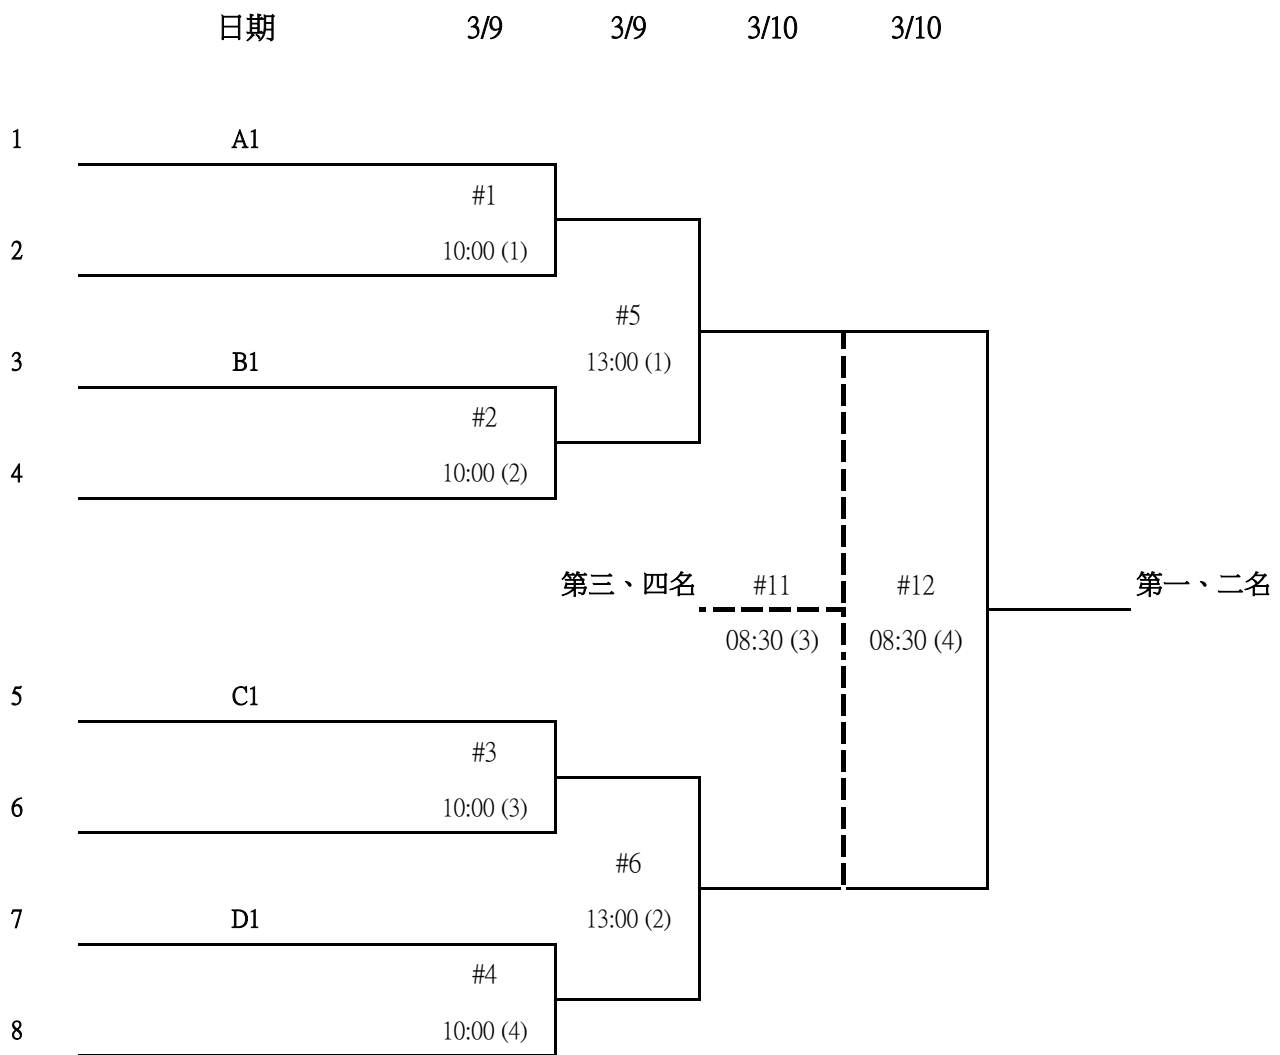 日期 3/9 3/9 3/10 3/10
1 A1
#1
2 10:00 (1)
#5
3 B1 13:00 (1)
#2
4 10:00 (2)
第三、四名 #11 #12 第一、二名
08:30 (3) 08:30 (4)
5 C1
#3
6 10:00 (3)
#6
7 D1 13:00 (2)
#4
8 10:00 (4)